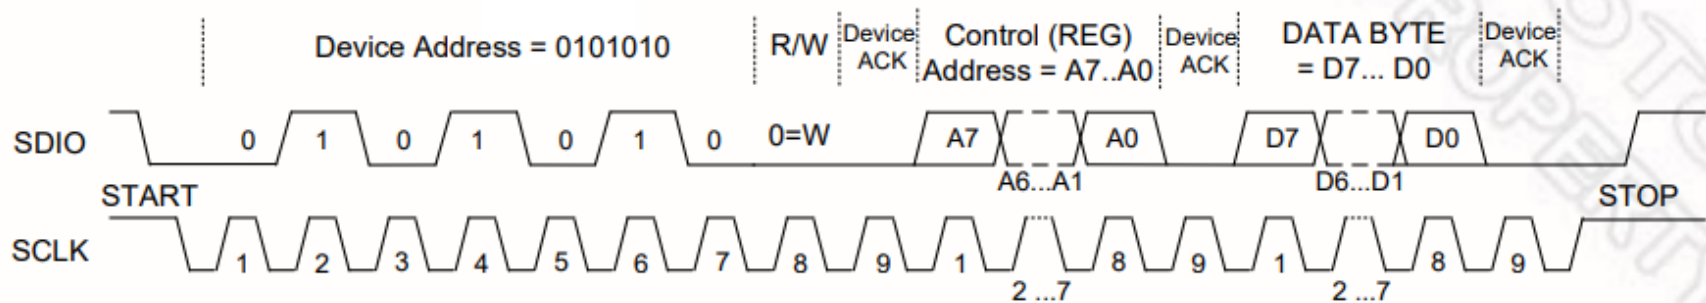 Device Address = 0101010
R/W
Device
ACK
Control (REG)
Address = A7..A0
Device
ACK
DATA BYTE
= D7... D0
Device
ACK
SDIO
0 1 0 1 0 1 0 0=W A7 A0 D7 D0
A6...A1 D6...D1
START STOP
SCLK
1 2 3 4 5 6 7 8 9 1 8 9 1 8 9
2 ...7 2 ...7